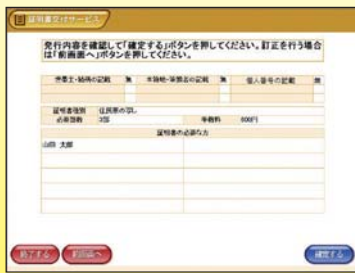 証明書交付サービス
発行内容を確認して「確定する」ボタンを押してください。訂正を行う場合
は「前画面へ」ボタンを押してください。
世帯主・続柄の記載 無 本籍地・筆頭者の記載 無 個人番号の記載 無
証明書種別 住民票の写し
必要部数 3部 手数料 600円
証明書の必要な方
山田 太郎
終了する 前画面へ 確定する